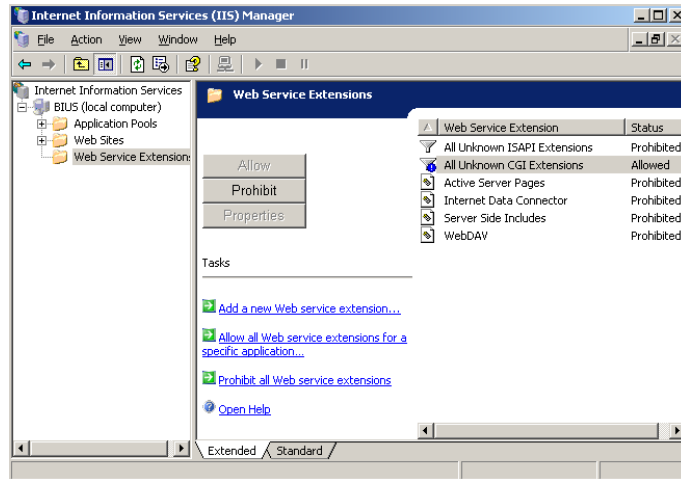 Internet Information Services (IIS) Manager
File Action View Window Help
Internet Information Services
BIUS (local computer)
Application Pools
Web Sites
Web Service Extension
Web Service Extensions
Allow
Prohibit
Properties
Tasks
Add a new Web service extension...
Allow all Web service extensions for a
specific application...
Prohibit all Web service extensions
Open Help
Web Service Extension Status
All Unknown ISAPI Extensions Prohibited
All Unknown CGI Extensions Allowed
Active Server Pages Prohibited
Internet Data Connector Prohibited
Server Side Includes Prohibited
WebDAV Prohibited
Extended Standard